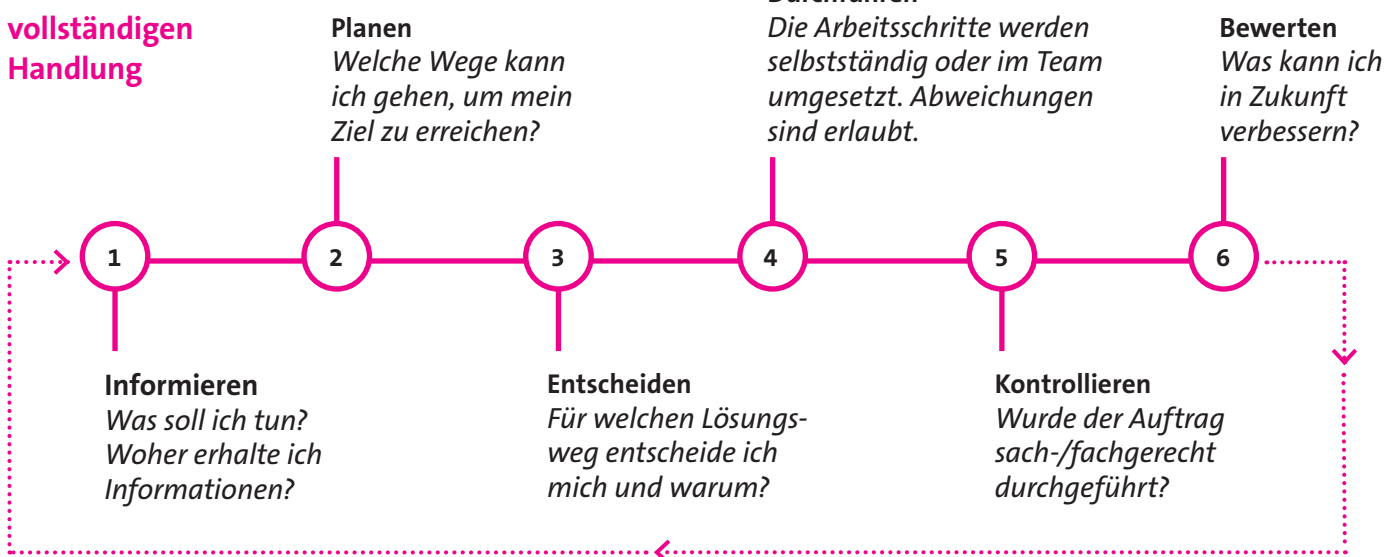 vollständigen
Handlung
Planen
Welche Wege kann
ich gehen, um mein
Ziel zu erreichen?
Durchführen
Die Arbeitsschritte werden
selbstständig oder im Team
umgesetzt. Abweichungen
sind erlaubt.
Bewerten
Was kann ich
in Zukunft
verbessern?
1
2
3
4
5
6
Informieren
Was soll ich tun?
Woher erhalte ich
Informationen?
Entscheiden
Für welchen Lösungs-
weg entscheide ich
mich und warum?
Kontrollieren
Wurde der Auftrag
sach-/fachgerecht
durchgeführt?